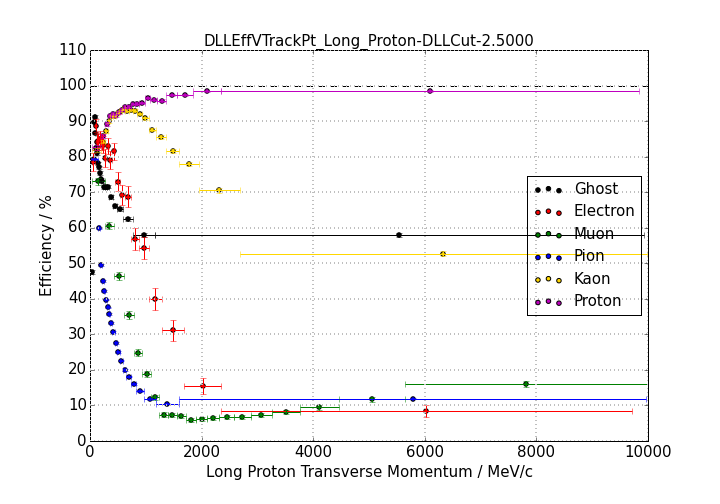 DLLEffVTrackPt_Long_Proton-DLLCut-2.5000
110
100
90
80
70
60
50
40
30
20
10
0
Efficiency / %
Ghost
Electron
Muon
Pion
Kaon
Proton
0 2000 4000 6000 8000 10000
Long Proton Transverse Momentum / MeV/c